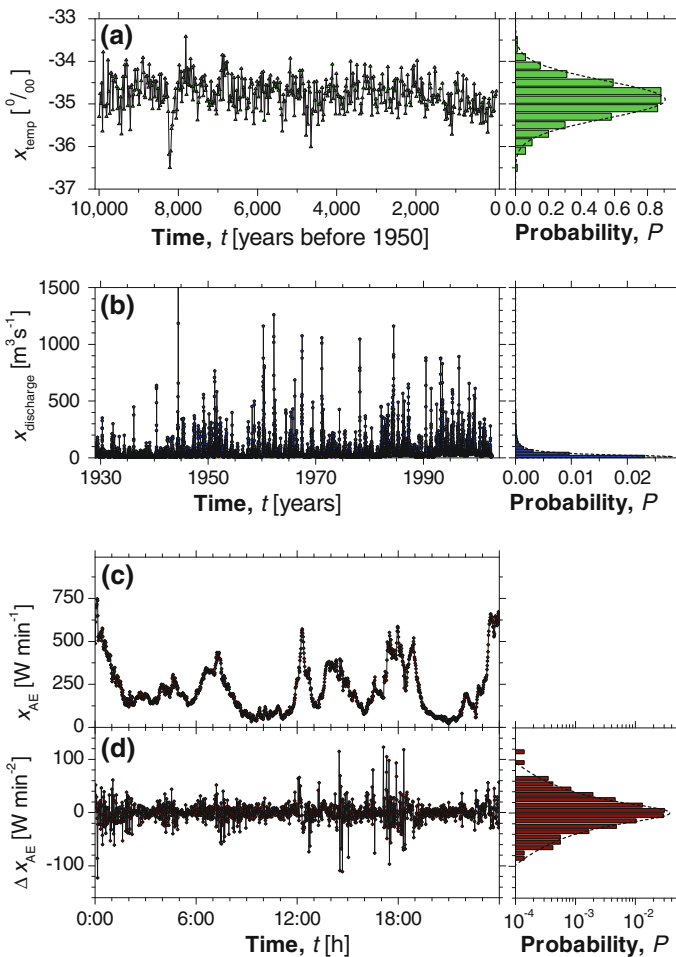 (a)
-33
-34
-35
-36
-37
x_temp [⁰/₀₀]
10,000 8,000 6,000 4,000 2,000 0
Time, t [years before 1950]
0.0 0.2 0.4 0.6 0.8
Probability, P
(b)
1500
1000
500
0
x_discharge [m³s⁻¹]
1930 1950 1970 1990
Time, t [years]
0.00 0.01 0.02
Probability, P
(c)
750
500
250
0
x_AE [W min⁻¹]
(d)
100
0
-100
Δ x_AE [W min⁻²]
0:00 6:00 12:00 18:00
Time, t [h]
10⁻⁴ 10⁻³ 10⁻²
Probability, P